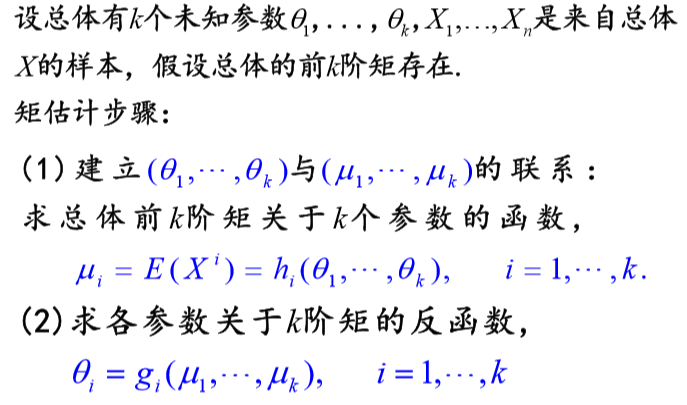 设总体有k个未知参数θ₁, . . . , θₖ, X₁,...,Xₙ是来自总体
X的样本，假设总体的前k阶矩存在.
矩估计步骤：
(1)建立(θ₁,⋯,θₖ)与(μ₁,⋯,μₖ)的联系：
求总体前k阶矩关于k个参数的函数，
μᵢ = E(Xⁱ) = hᵢ(θ₁,⋯,θₖ), i = 1,⋯,k.
(2)求各参数关于k阶矩的反函数，
θᵢ = gᵢ(μ₁,⋯,μₖ), i = 1,⋯,k